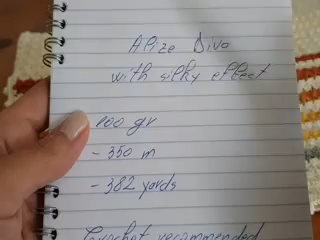 Alize Diva
with silky effect
100 gr
- 350 m
- 382 yards
Crochet recommended